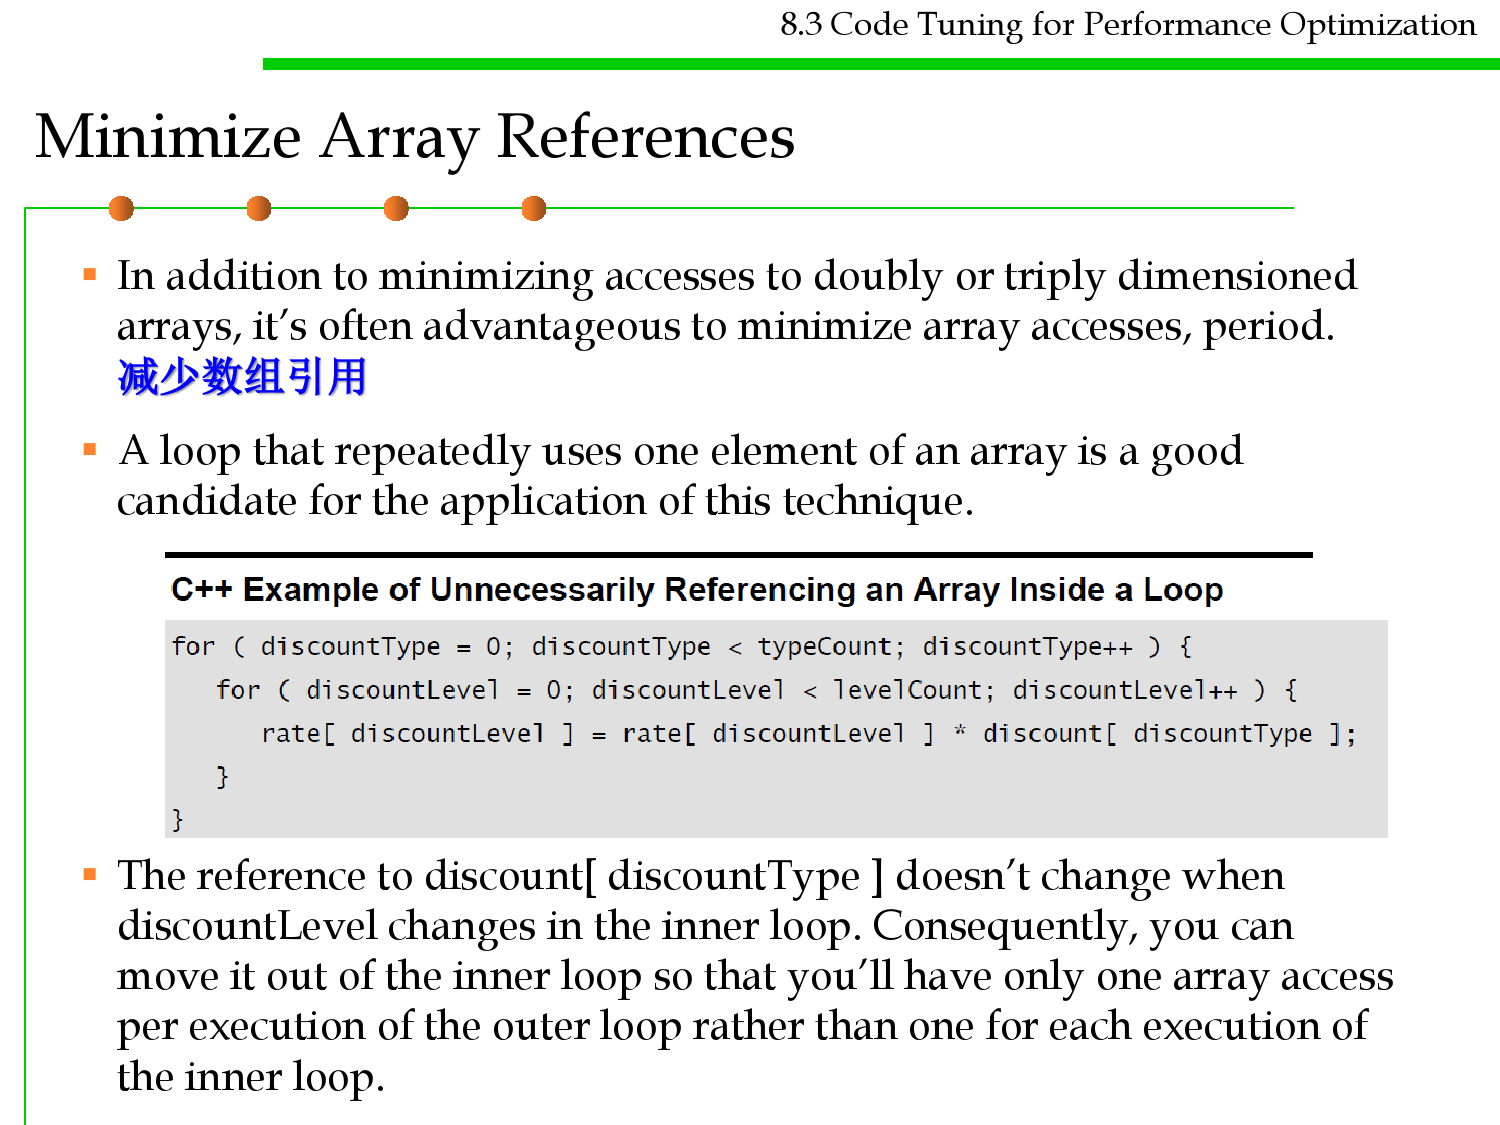 8.3 Code Tuning for Performance Optimization
Minimize Array References
In addition to minimizing accesses to doubly or triply dimensioned
arrays, it’s often advantageous to minimize array accesses, period.
减少数组引用
A loop that repeatedly uses one element of an array is a good
candidate for the application of this technique.
C++ Example of Unnecessarily Referencing an Array Inside a Loop
for ( discountType = 0; discountType < typeCount; discountType++ ) {
for ( discountLevel = 0; discountLevel < levelCount; discountLevel++ ) {
rate[ discountLevel ] = rate[ discountLevel ] * discount[ discountType ];
}
}
The reference to discount[ discountType ] doesn’t change when
discountLevel changes in the inner loop. Consequently, you can
move it out of the inner loop so that you’ll have only one array access
per execution of the outer loop rather than one for each execution of
the inner loop.